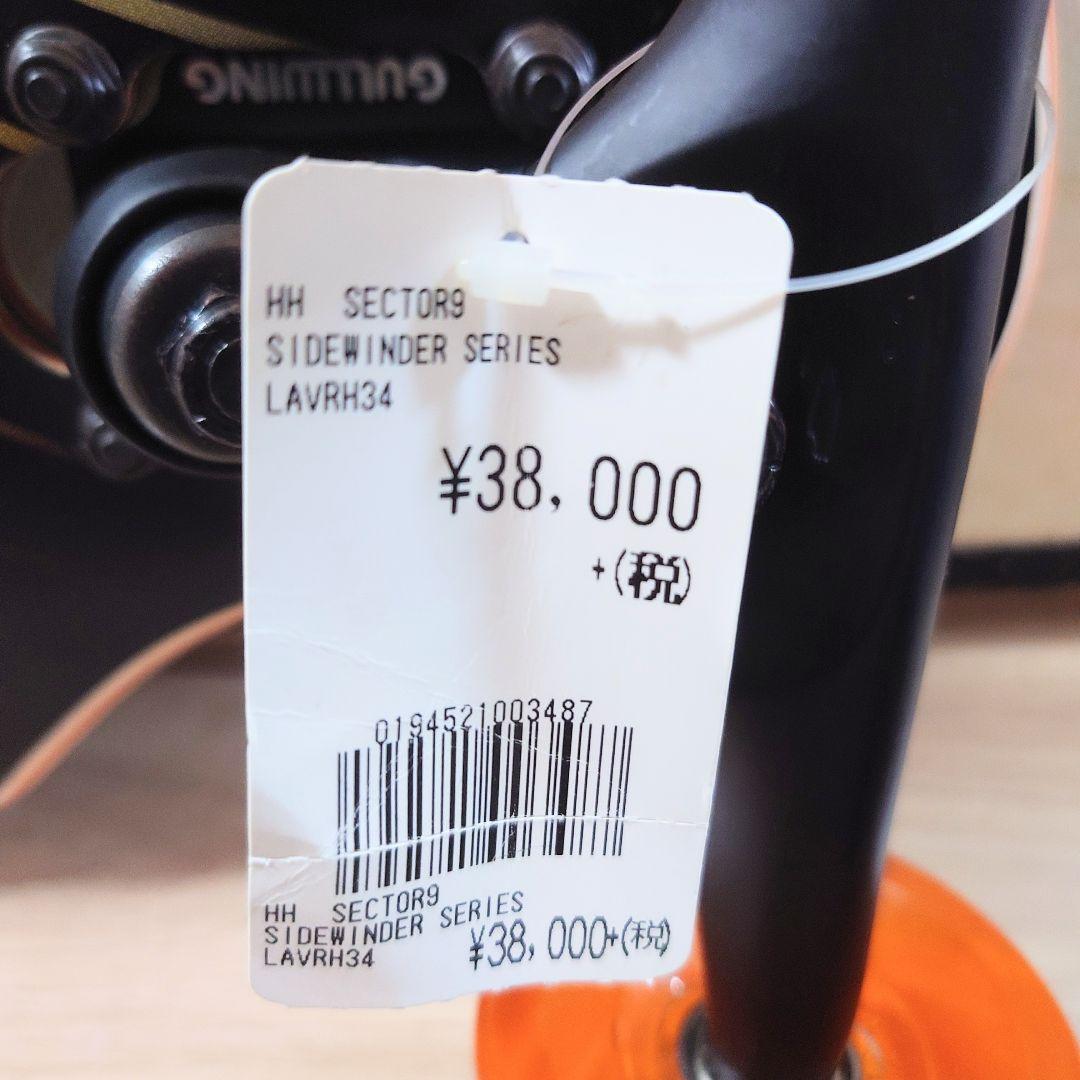 GULLWING
HH SECTOR9
SIDEWINDER SERIES
LAVRH34
¥38,000
+(税)
0194521003487
HH SECTOR9
SIDEWINDER SERIES
LAVRH34 ¥38,000+(税)